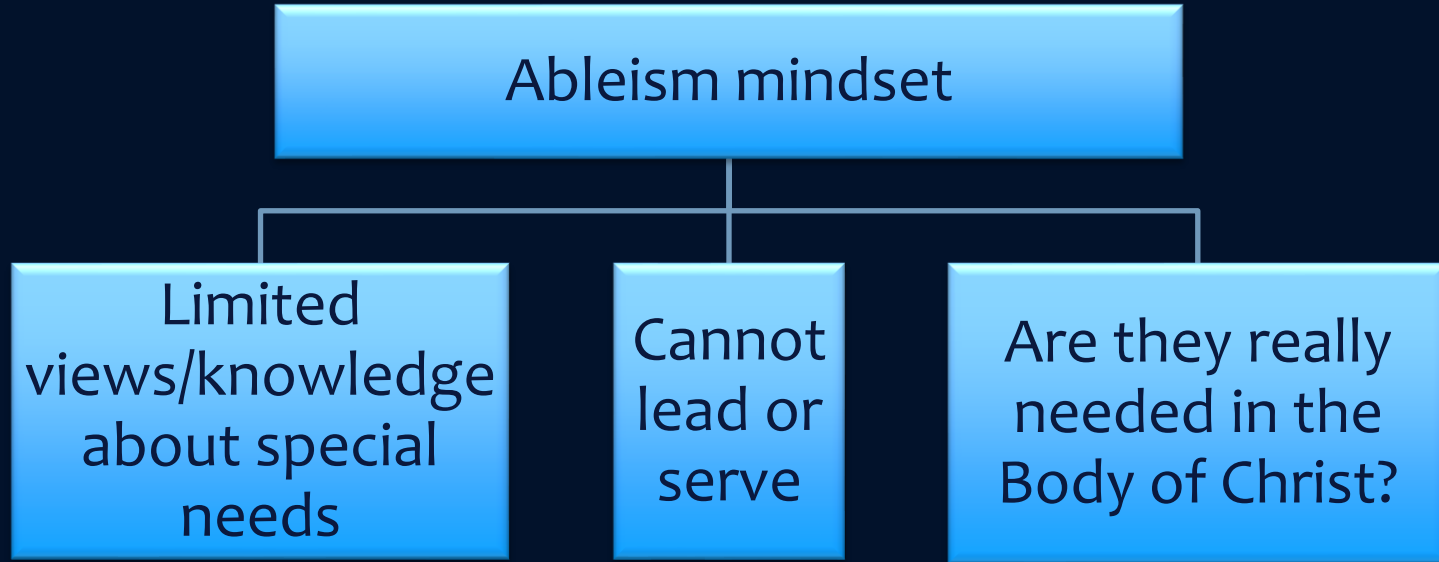 Ableism mindset
Limited
views/knowledge
about special
needs
Cannot
lead or
serve
Are they really
needed in the
Body of Christ?